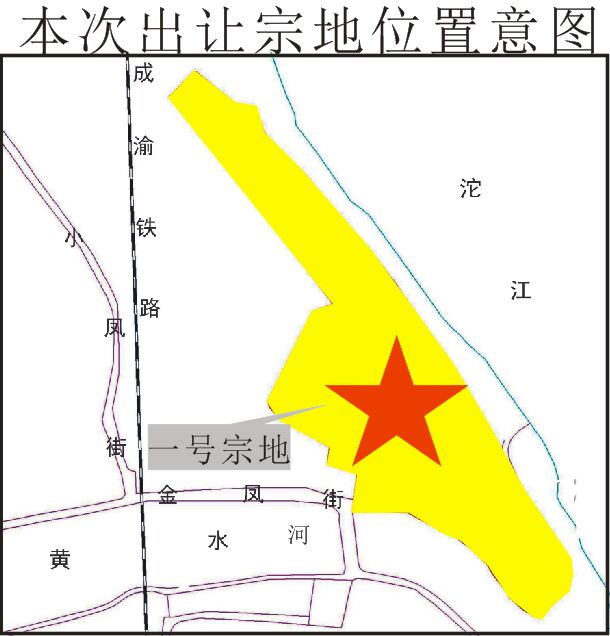 本次出让宗地位置意图
成渝铁路
沱江
小凤街
一号宗地
金凤街
黄水河